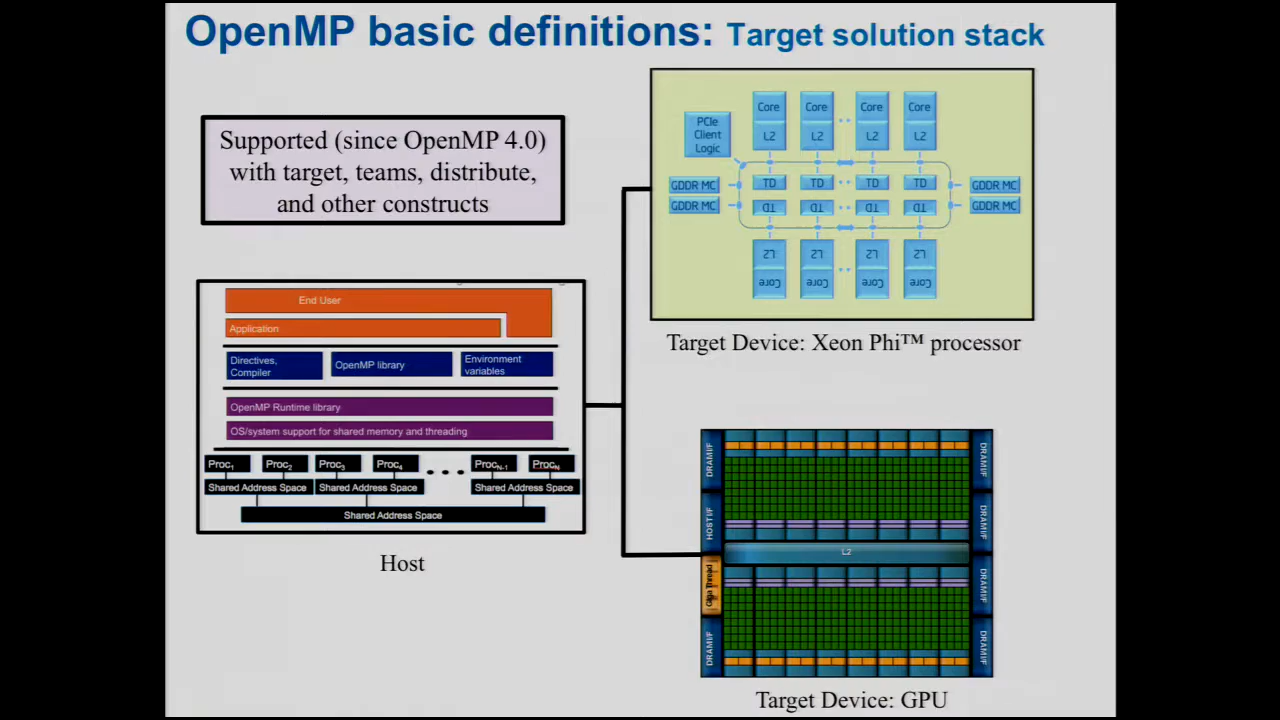 OpenMP basic definitions: Target solution stack
Supported (since OpenMP 4.0)
with target, teams, distribute,
and other constructs
PCIe
Client
Logic
Core
Core
Core
Core
L2
L2
L2
L2
GDDR MC
TD
TD
TD
TD
GDDR MC
GDDR MC
TD
TD
TD
TD
GDDR MC
L2
L2
L2
L2
Core
Core
Core
Core
Target Device: Xeon Phi™ processor
End User
Application
Directives,
Compiler
OpenMP library
Environment
variables
OpenMP Runtime library
OS/system support for shared memory and threading
Proc1
Proc2
Proc3
Proc4
ProcN-1
ProcN
Shared Address Space
Shared Address Space
Shared Address Space
Shared Address Space
Host
DRAM I/F
HOST I/F
Giga Thread
DRAM I/F
L2
DRAM I/F
DRAM I/F
DRAM I/F
DRAM I/F
Target Device: GPU